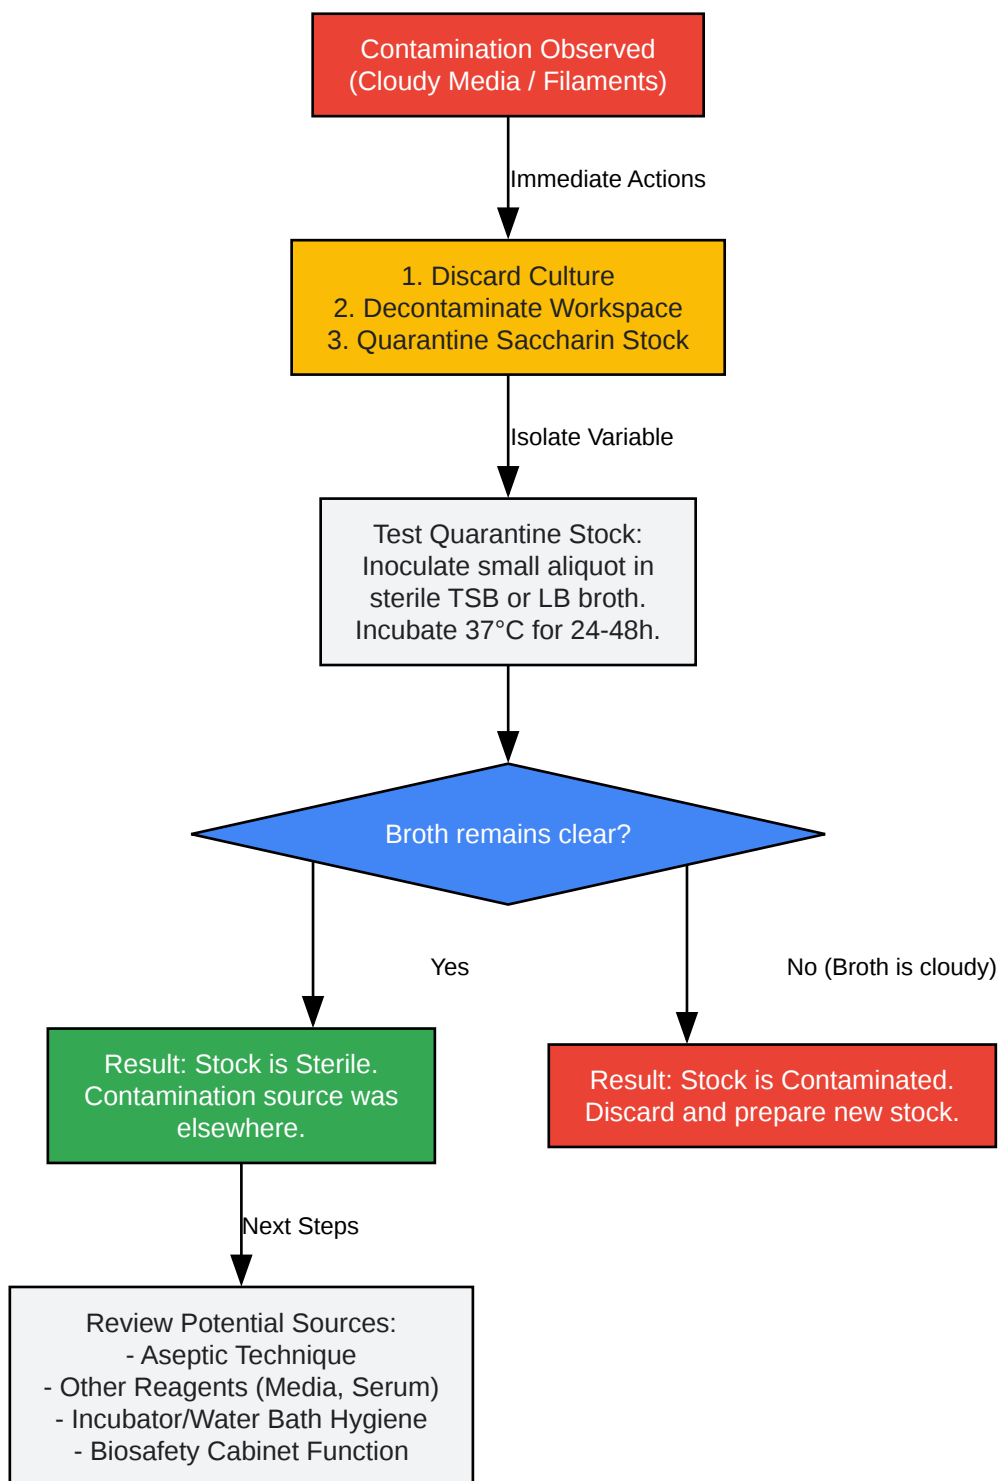 Contamination Observed
(Cloudy Media / Filaments)
Immediate Actions
1. Discard Culture
2. Decontaminate Workspace
3. Quarantine Saccharin Stock
Isolate Variable
Test Quarantine Stock:
Inoculate small aliquot in
sterile TSB or LB broth.
Incubate 37°C for 24-48h.
Broth remains clear?
Yes
No (Broth is cloudy)
Result: Stock is Sterile.
Contamination source was
elsewhere.
Result: Stock is Contaminated.
Discard and prepare new stock.
Next Steps
Review Potential Sources:
- Aseptic Technique
- Other Reagents (Media, Serum)
- Incubator/Water Bath Hygiene
- Biosafety Cabinet Function